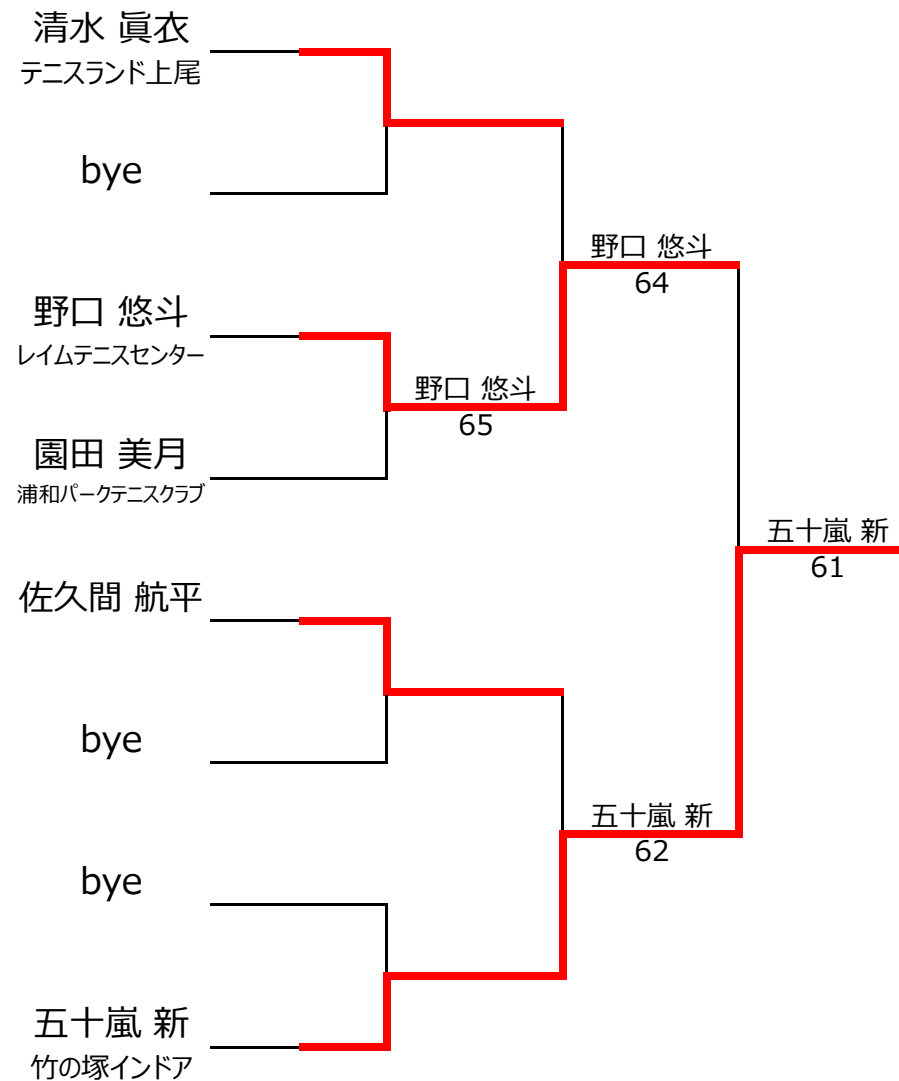 清水 眞衣
テニスランド上尾
bye
野口 悠斗
64
野口 悠斗
レイムテニスセンター
野口 悠斗
65
園田 美月
浦和パークテニスクラブ
五十嵐 新
61
佐久間 航平
bye
五十嵐 新
62
bye
五十嵐 新
竹の塚インドア